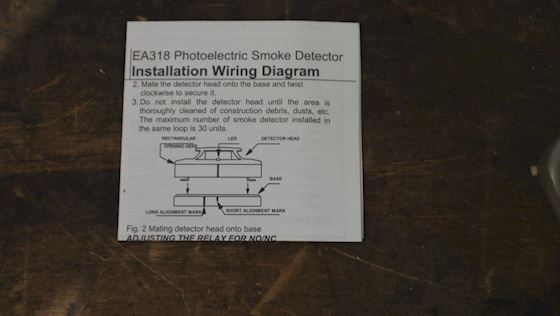 EA318 Photoelectric Smoke Detector
Installation Wiring Diagram
2. Mate the detector head onto the base and twist
clockwise to secure it.
3. Do not install the detector head until the area is
thoroughly cleaned of construction debris, dusts, etc.
The maximum number of smoke detector installed in
the same loop is 30 units.
RECTANGULAR LED DETECTOR HEAD
OPENING HERE
BASE
LONG ALIGNMENT MARK SHORT ALIGNMENT MARK
Fig. 2 Mating detector head onto base
ADJUSTING THE RELAY FOR NO/NC